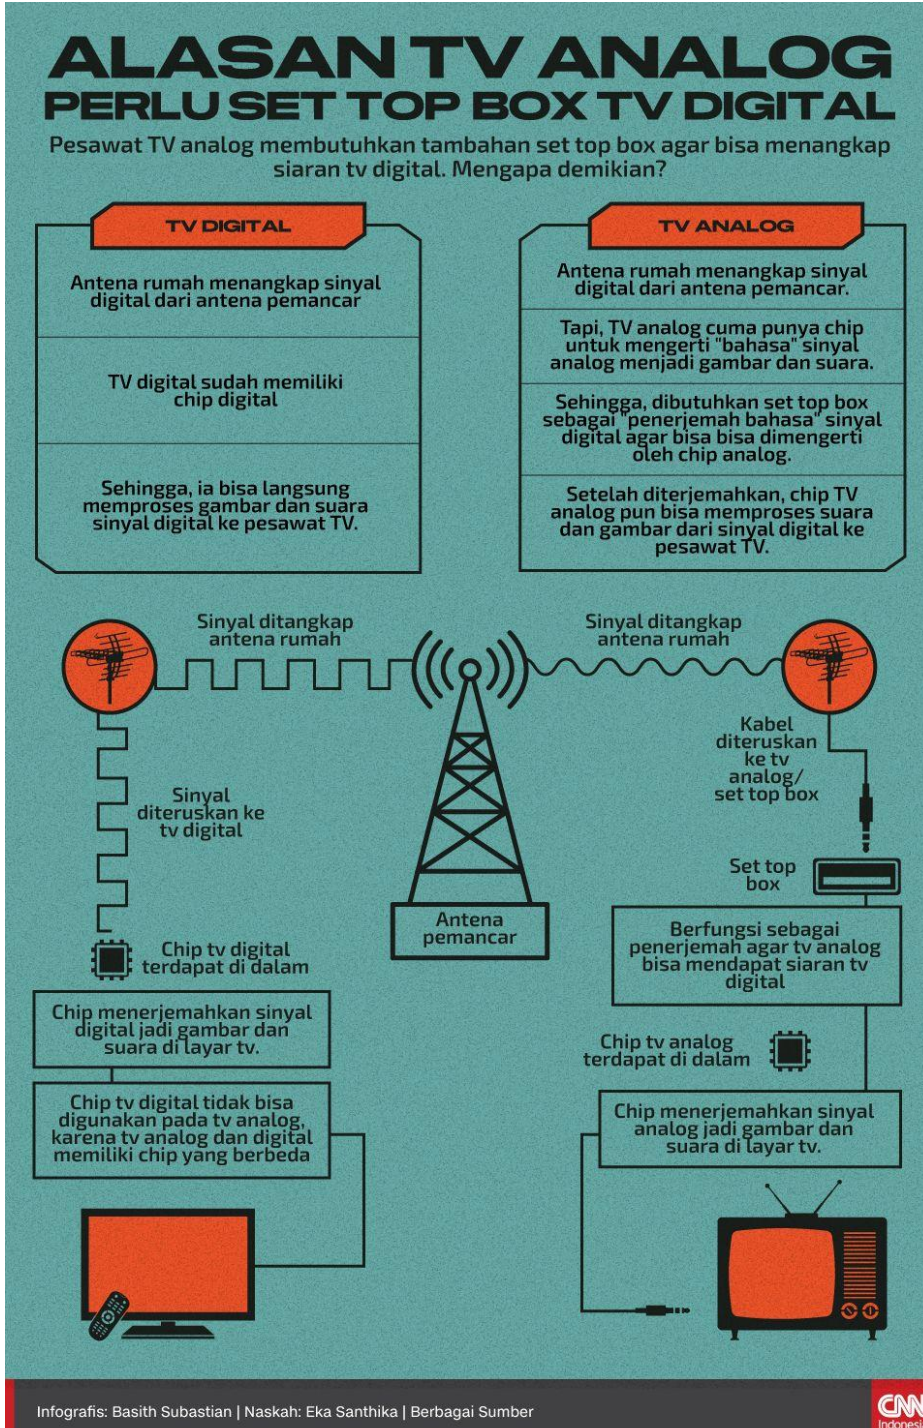 ALASAN TV ANALOG
PERLU SET TOP BOX TV DIGITAL
Pesawat TV analog membutuhkan tambahan set top box agar bisa menangkap
siaran tv digital. Mengapa demikian?
TV DIGITAL
Antena rumah menangkap sinyal
digital dari antena pemancar
TV digital sudah memiliki
chip digital
Sehingga, ia bisa langsung
memproses gambar dan suara
sinyal digital ke pesawat TV.
TV ANALOG
Antena rumah menangkap sinyal
digital dari antena pemancar.
Tapi, TV analog cuma punya chip
untuk mengerti "bahasa" sinyal
analog menjadi gambar dan suara.
Sehingga, dibutuhkan set top box
sebagai "penerjemah bahasa" sinyal
digital agar bisa bisa dimengerti
oleh chip analog.
Setelah diterjemahkan, chip TV
analog pun bisa memproses suara
dan gambar dari sinyal digital ke
pesawat TV.
Sinyal ditangkap
antena rumah
Sinyal
diteruskan ke
tv digital
Chip tv digital
terdapat di dalam
Chip menerjemahkan sinyal
digital jadi gambar dan
suara di layar tv.
Chip tv digital tidak bisa
digunakan pada tv analog,
karena tv analog dan digital
memiliki chip yang berbeda
Antena
pemancar
Sinyal ditangkap
antena rumah
Kabel
diteruskan
ke tv
analog/
set top box
Set top
box
Berfungsi sebagai
penerjemah agar tv analog
bisa mendapat siaran tv
digital
Chip tv analog
terdapat di dalam
Chip menerjemahkan sinyal
analog jadi gambar dan
suara di layar tv.
Infografis: Basith Subastian | Naskah: Eka Santhika | Berbagai Sumber
CNN
Indonesia